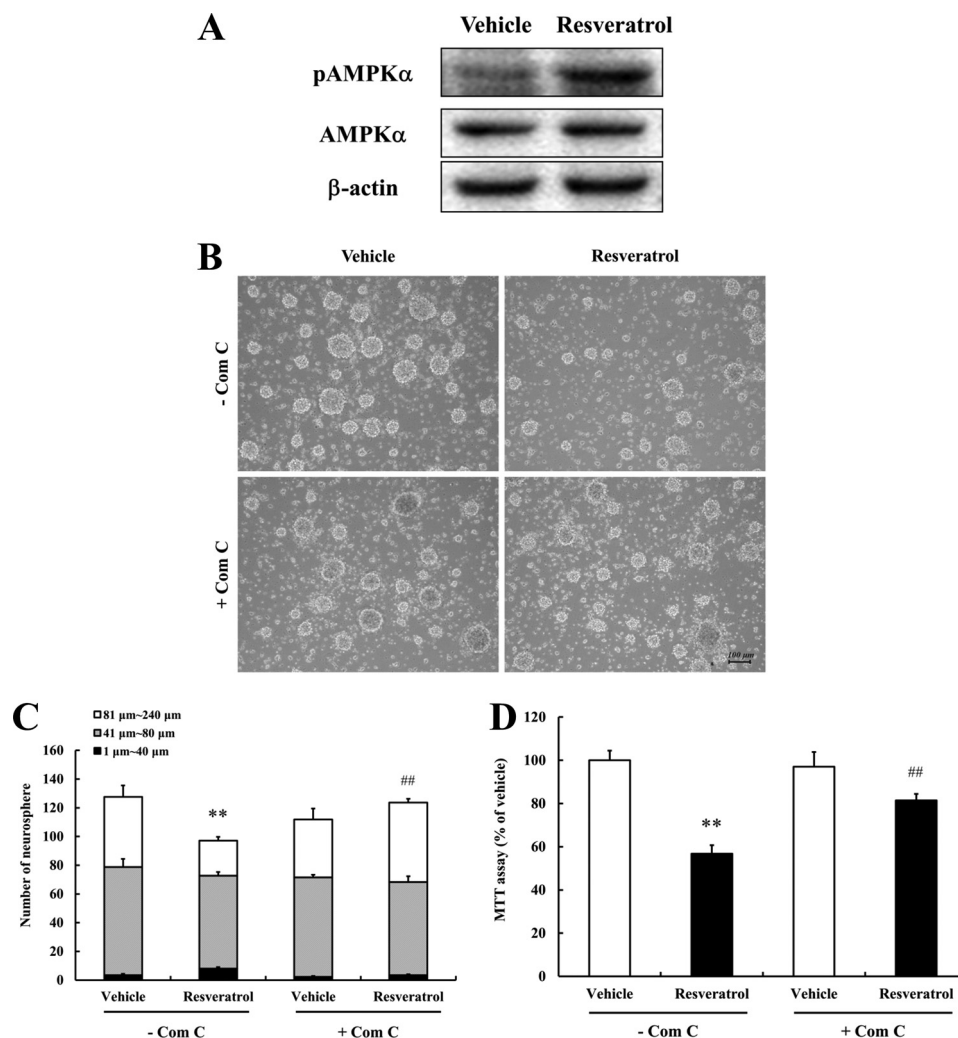 A
Vehicle Resveratrol
pAMPKα
AMPKα
β-actin
B
Vehicle Resveratrol
- Com C
+ Com C
100 μm
C
81 μm~240 μm
41 μm~80 μm
1 μm~40 μm
Number of neurosphere
160
140
120
100
80
60
40
20
0
**
##
Vehicle Resveratrol Vehicle Resveratrol
- Com C + Com C
D
MTT assay (% of vehicle)
120
100
80
60
40
20
0
**
##
Vehicle Resveratrol Vehicle Resveratrol
- Com C + Com C